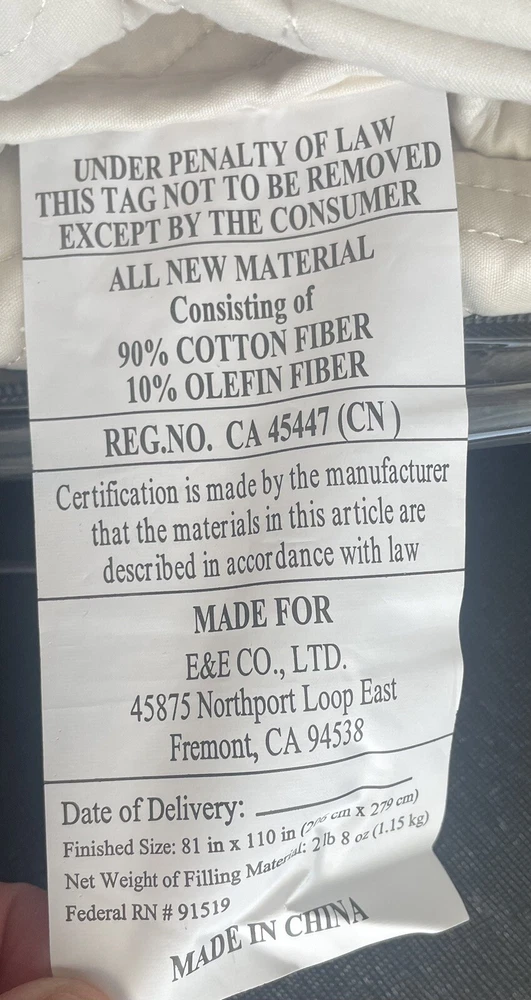 UNDER PENALTY OF LAW
THIS TAG NOT TO BE REMOVED
EXCEPT BY THE CONSUMER
ALL NEW MATERIAL
Consisting of
90% COTTON FIBER
10% OLEFIN FIBER
REG.NO. CA 45447 (CN)
Certification is made by the manufacturer
that the materials in this article are
described in accordance with law
MADE FOR
E&E CO., LTD.
45875 Northport Loop East
Fremont, CA 94538
Date of Delivery:
Finished Size: 81 in x 110 in (206 cm x 279 cm)
Net Weight of Filling Material: 2lb 8 oz (1.15 kg)
Federal RN # 91519
MADE IN CHINA